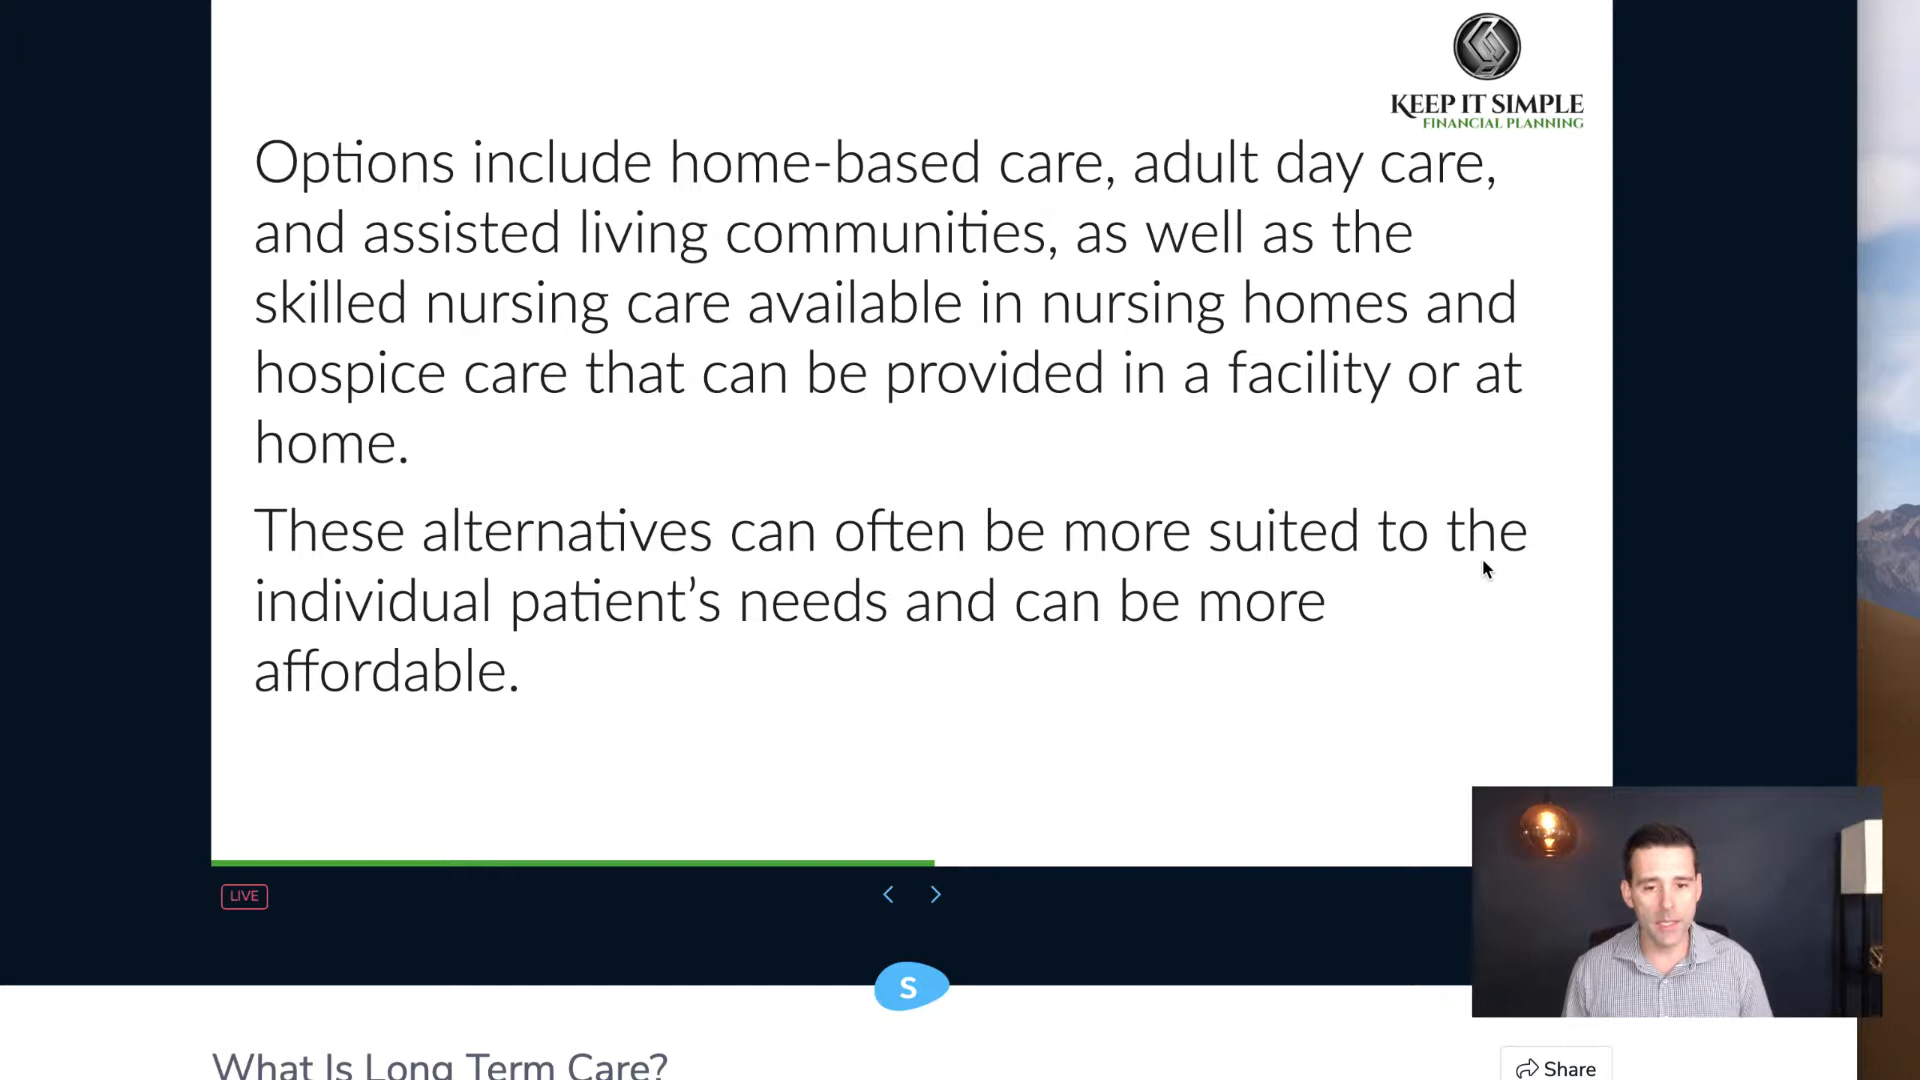 KEEP IT SIMPLE
FINANCIAL PLANNING
Options include home-based care, adult day care,
and assisted living communities, as well as the
skilled nursing care available in nursing homes and
hospice care that can be provided in a facility or at
home.
These alternatives can often be more suited to the
individual patient’s needs and can be more
affordable.
LIVE
S
What Is Long Term Care?
Share